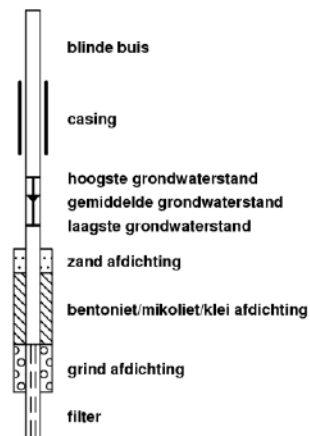 blinde buis
casing
hoogste grondwaterstand
gemiddelde grondwaterstand
laagste grondwaterstand
zand afdichting
bentoniet/mikoliet/klei afdichting
grind afdichting
filter